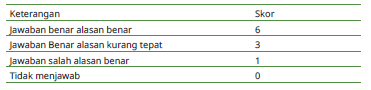 Keterangan Skor
Jawaban benar alasan benar 6
Jawaban Benar alasan kurang tepat 3
Jawaban salah alasan benar 1
Tidak menjawab 0